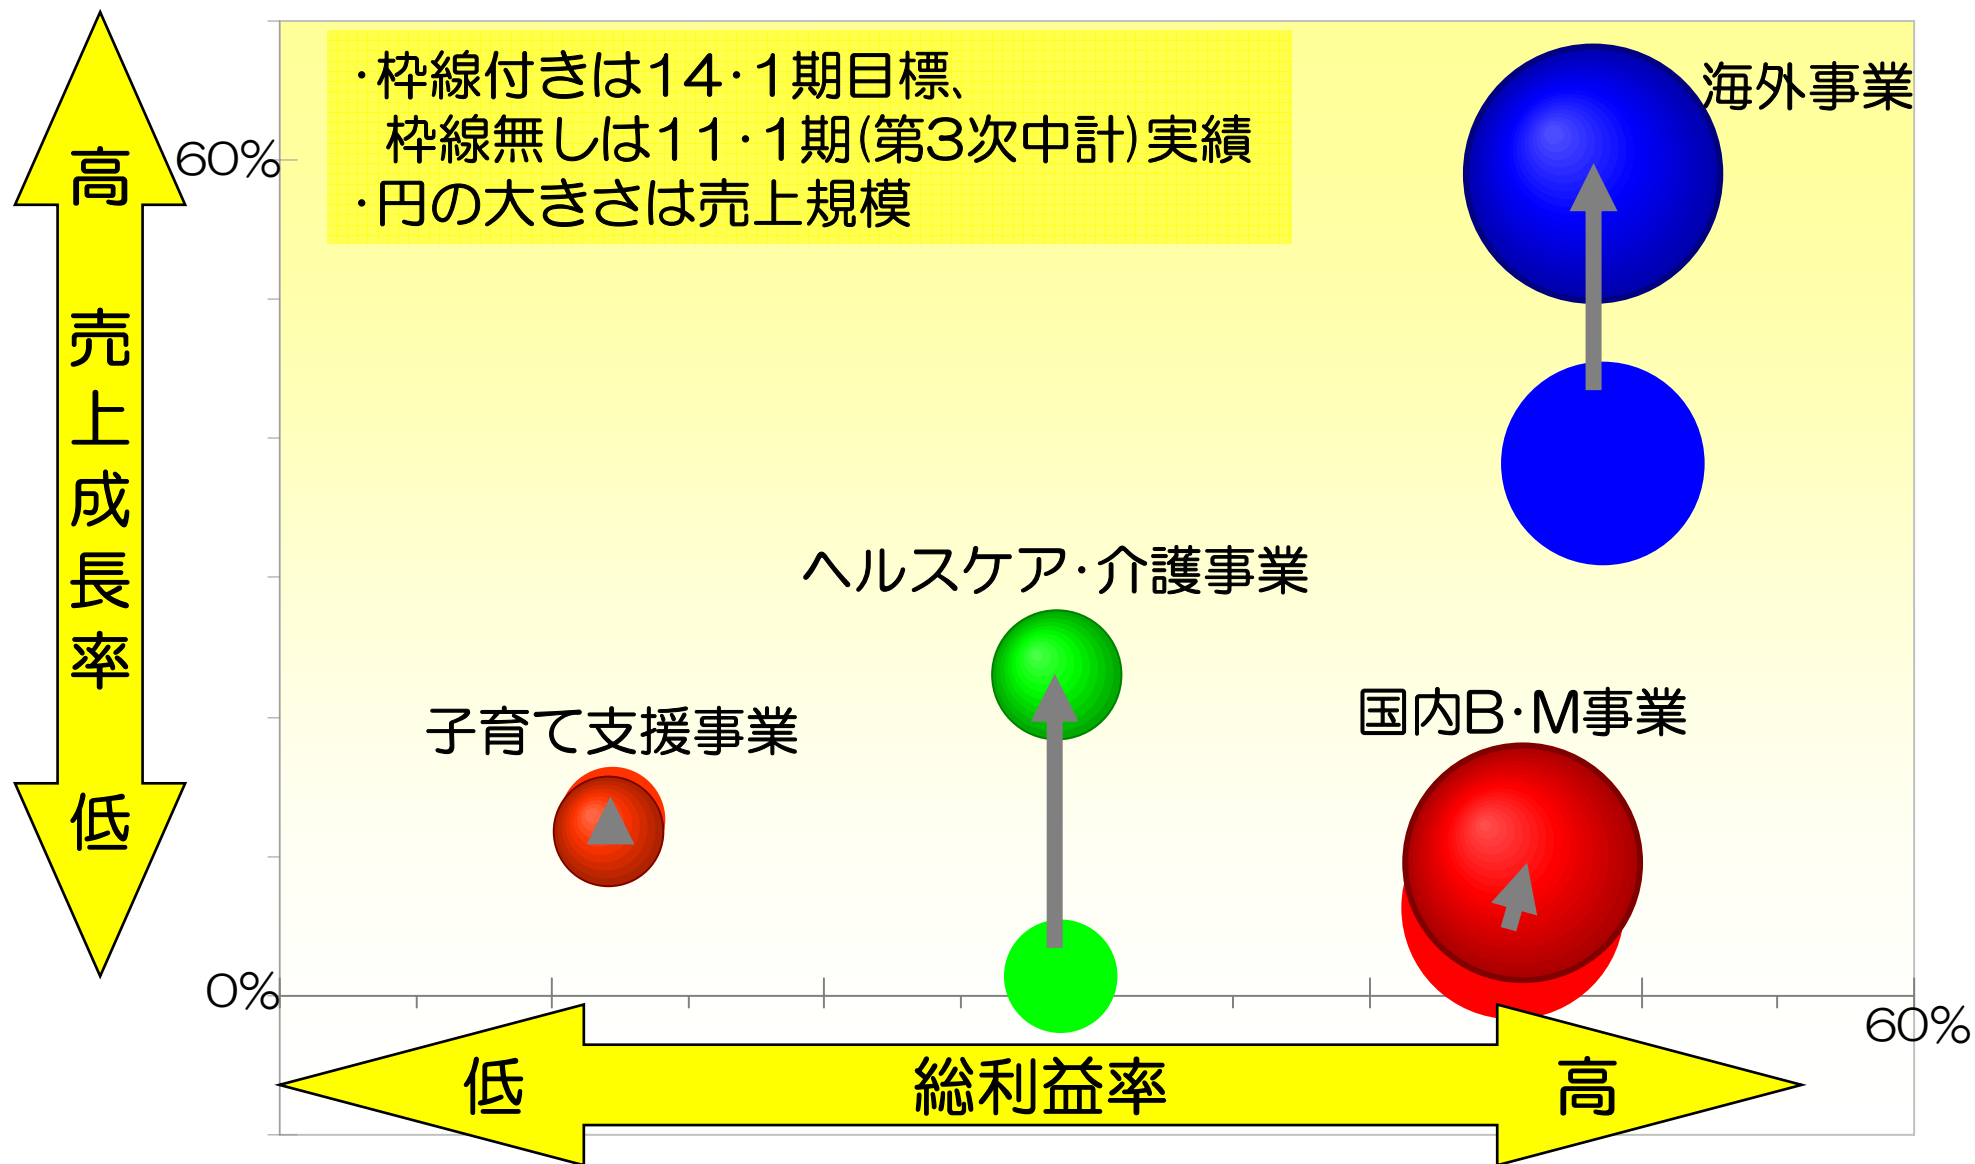 ・枠線付きは14・1期目標、
枠線無しは11・1期(第3次中計)実績
・円の大きさは売上規模
海外事業
60%
高 売上成長率 低
ヘルスケア・介護事業
国内B・M事業
子育て支援事業
0%
60%
低 総利益率 高